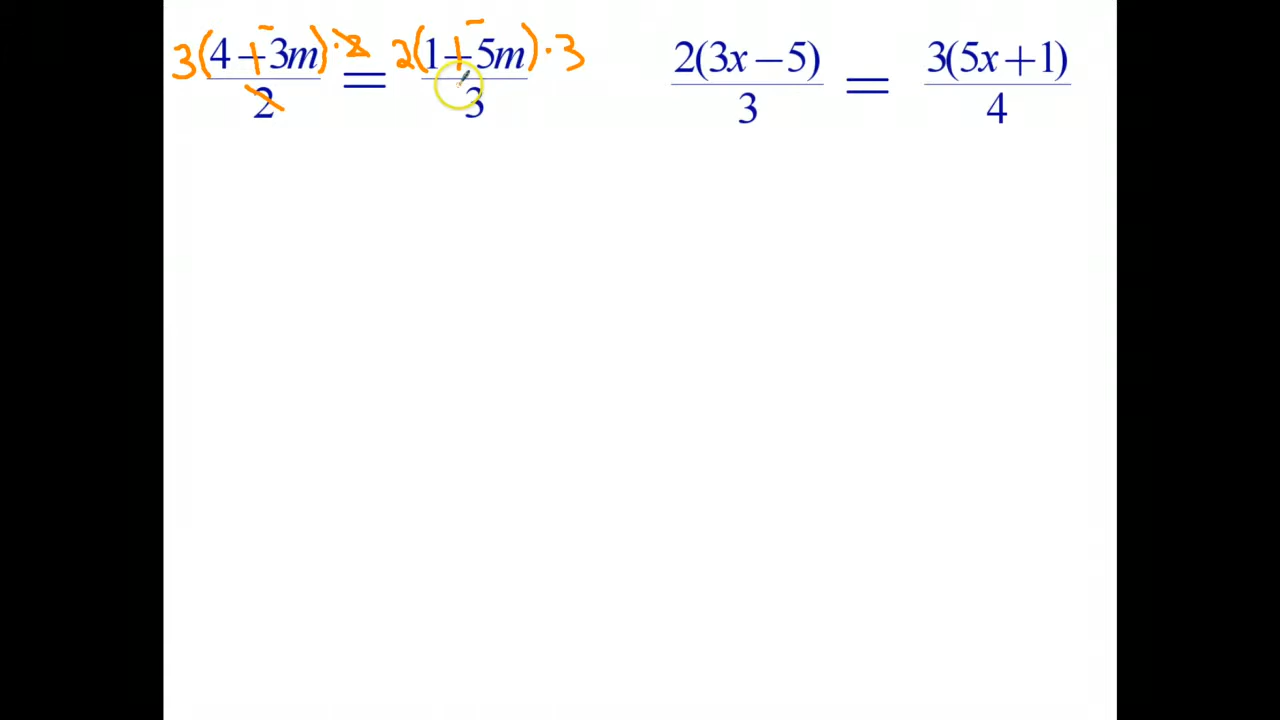 3(4 + -3m)·2 / 2 = 2(1 + -5m)·3 / 3
2(3x − 5) / 3 = 3(5x + 1) / 4